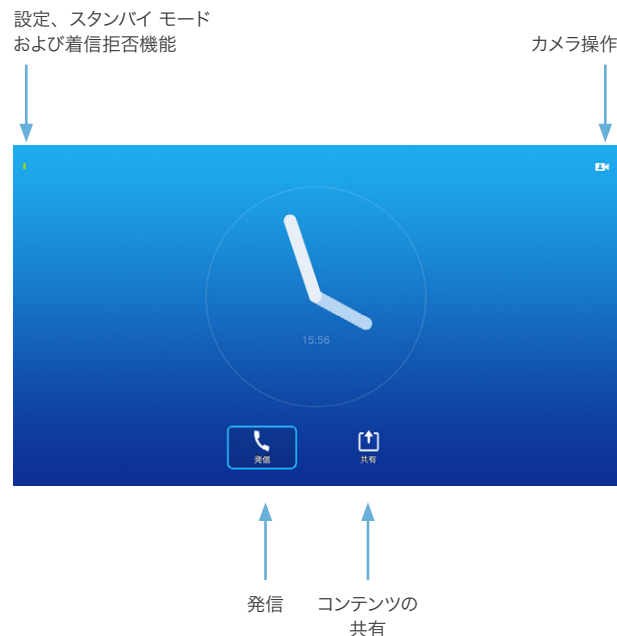 設定、スタンバイ モード
および着信拒否機能
カメラ操作
15:56
発信
共有
発信
コンテンツの
共有